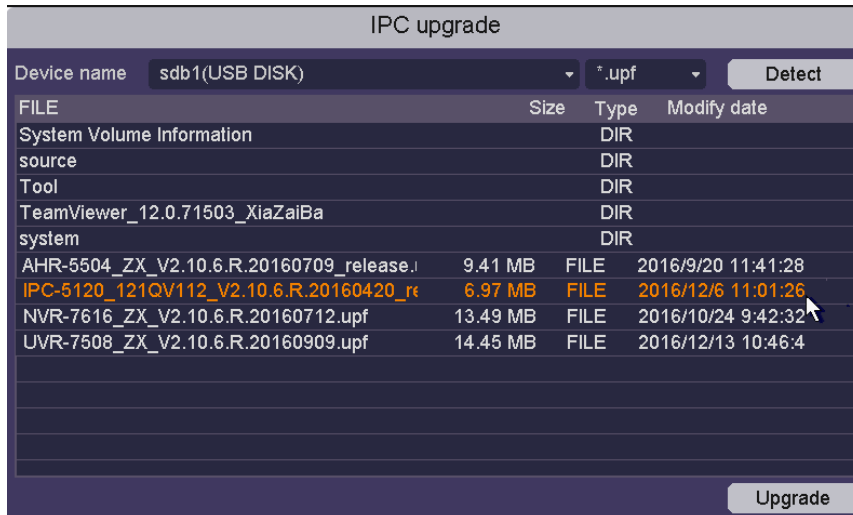 IPC upgrade
Device name sdb1(USB DISK) *.upf Detect
FILE Size Type Modify date
System Volume Information DIR
source DIR
Tool DIR
TeamViewer_12.0.71503_XiaZaiBa DIR
system DIR
AHR-5504_ZX_V2.10.6.R.20160709_release. 9.41 MB FILE 2016/9/20 11:41:28
IPC-5120_121QV112_V2.10.6.R.20160420_re 6.97 MB FILE 2016/12/6 11:01:26
NVR-7616_ZX_V2.10.6.R.20160712.upf 13.49 MB FILE 2016/10/24 9:42:32
UVR-7508_ZX_V2.10.6.R.20160909.upf 14.45 MB FILE 2016/12/13 10:46:4
Upgrade